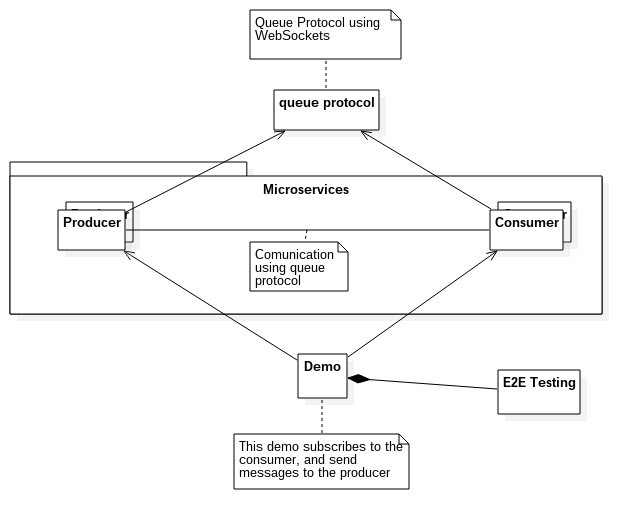 Queue Protocol using
WebSockets
queue protocol
Microservices
Producer
Consumer
Comunication
using queue
protocol
Demo
E2E Testing
This demo subscribes to the
consumer, and send
messages to the producer